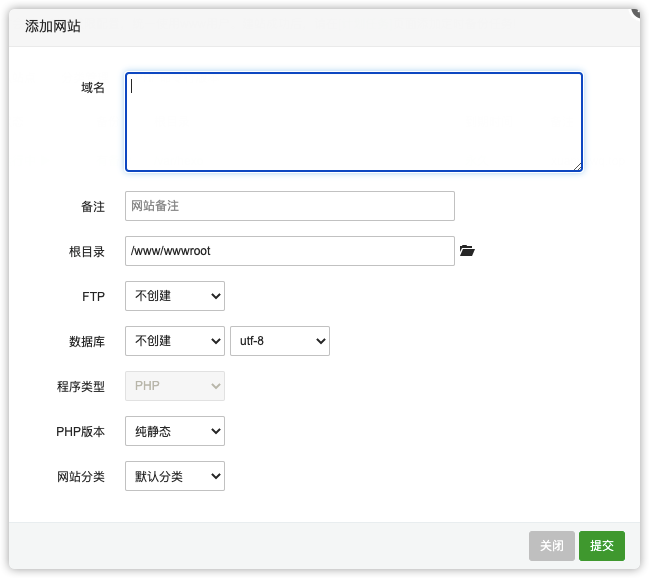 添加网站
域名
备注 网站备注
根目录 /www/wwwroot
FTP 不创建
数据库 不创建 utf-8
程序类型 PHP
PHP版本 纯静态
网站分类 默认分类
关闭 提交